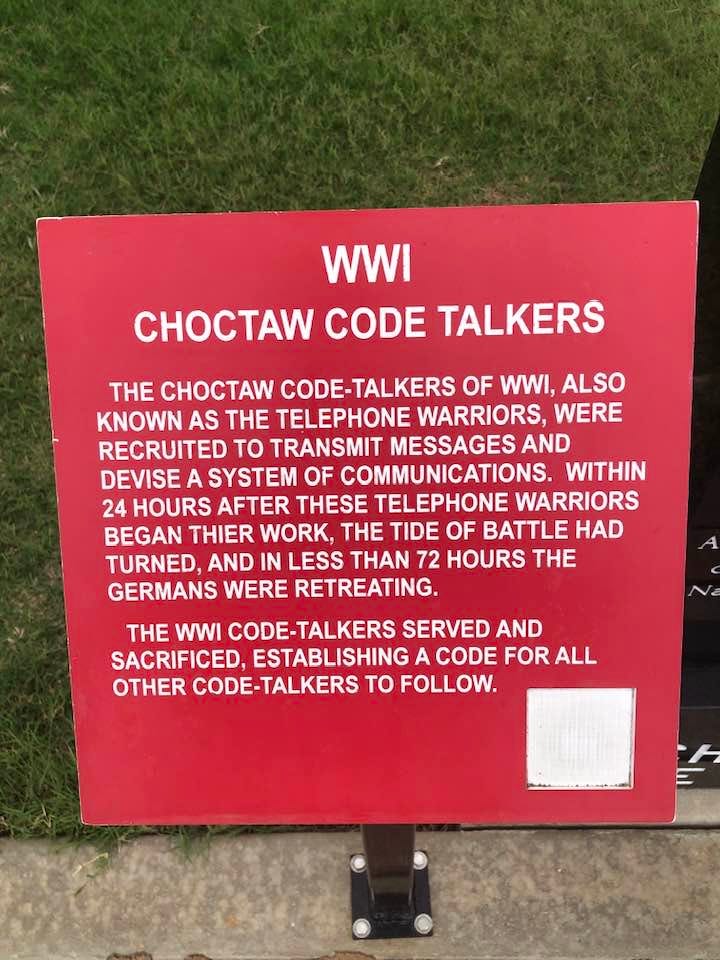 WWI
CHOCTAW CODE TALKERS
THE CHOCTAW CODE-TALKERS OF WWI, ALSO
KNOWN AS THE TELEPHONE WARRIORS, WERE
RECRUITED TO TRANSMIT MESSAGES AND
DEVISE A SYSTEM OF COMMUNICATIONS. WITHIN
24 HOURS AFTER THESE TELEPHONE WARRIORS
BEGAN THIER WORK, THE TIDE OF BATTLE HAD
TURNED, AND IN LESS THAN 72 HOURS THE
GERMANS WERE RETREATING.
THE WWI CODE-TALKERS SERVED AND
SACRIFICED, ESTABLISHING A CODE FOR ALL
OTHER CODE-TALKERS TO FOLLOW.